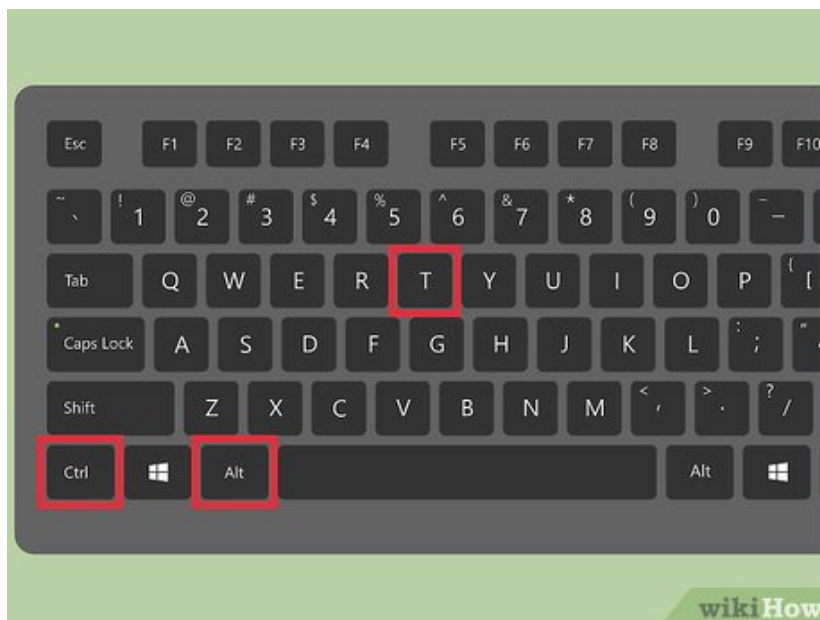 Esc F1 F2 F3 F4 F5 F6 F7 F8 F9 F10
~ ` ! 1 @ 2 # 3 $ 4 % 5 ^ 6 & 7 * 8 ( 9 ) 0 _ –
Tab Q W E R T Y U I O P { [
Caps Lock A S D F G H J K L : ; "
Shift Z X C V B N M < , > . ? /
Ctrl Alt Alt
wikiHow